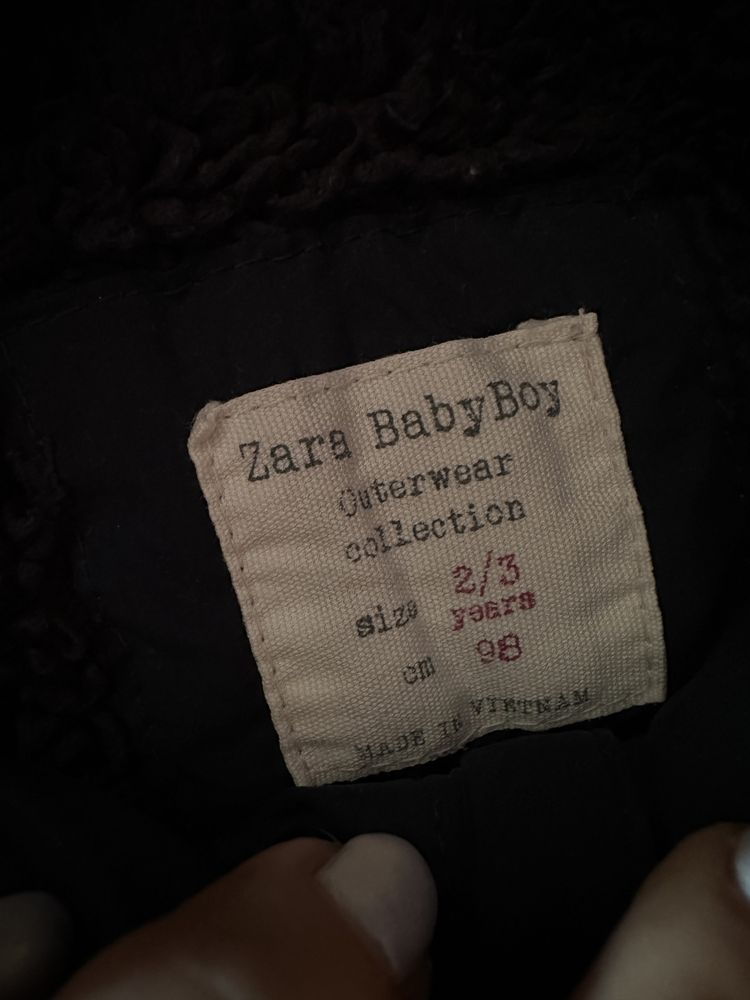 Zara BabyBoy
Outerwear
collection
size 2/3
years
cm 98
MADE IN VIETNAM